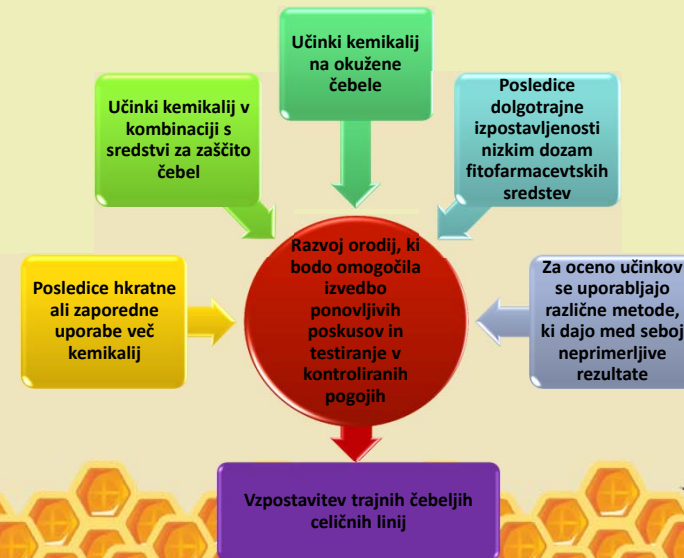 Učinki kemikalij
na okužene
čebele
Učinki kemikalij v
kombinaciji s
sredstvi za zaščito
čebel
Posledice
dolgotrajne
izpostavljenosti
nizkim dozam
fitofarmacevtskih
sredstev
Posledice hkratne
ali zaporedne
uporabe več
kemikalij
Razvoj orodij, ki
bodo omogočila
izvedbo
ponovljivih
poskusov in
testiranje v
kontroliranih
pogojih
Za oceno učinkov
se uporabljajo
različne metode,
ki dajo med seboj
neprimerljive
rezultate
Vzpostavitev trajnih čebeljih
celičnih linij